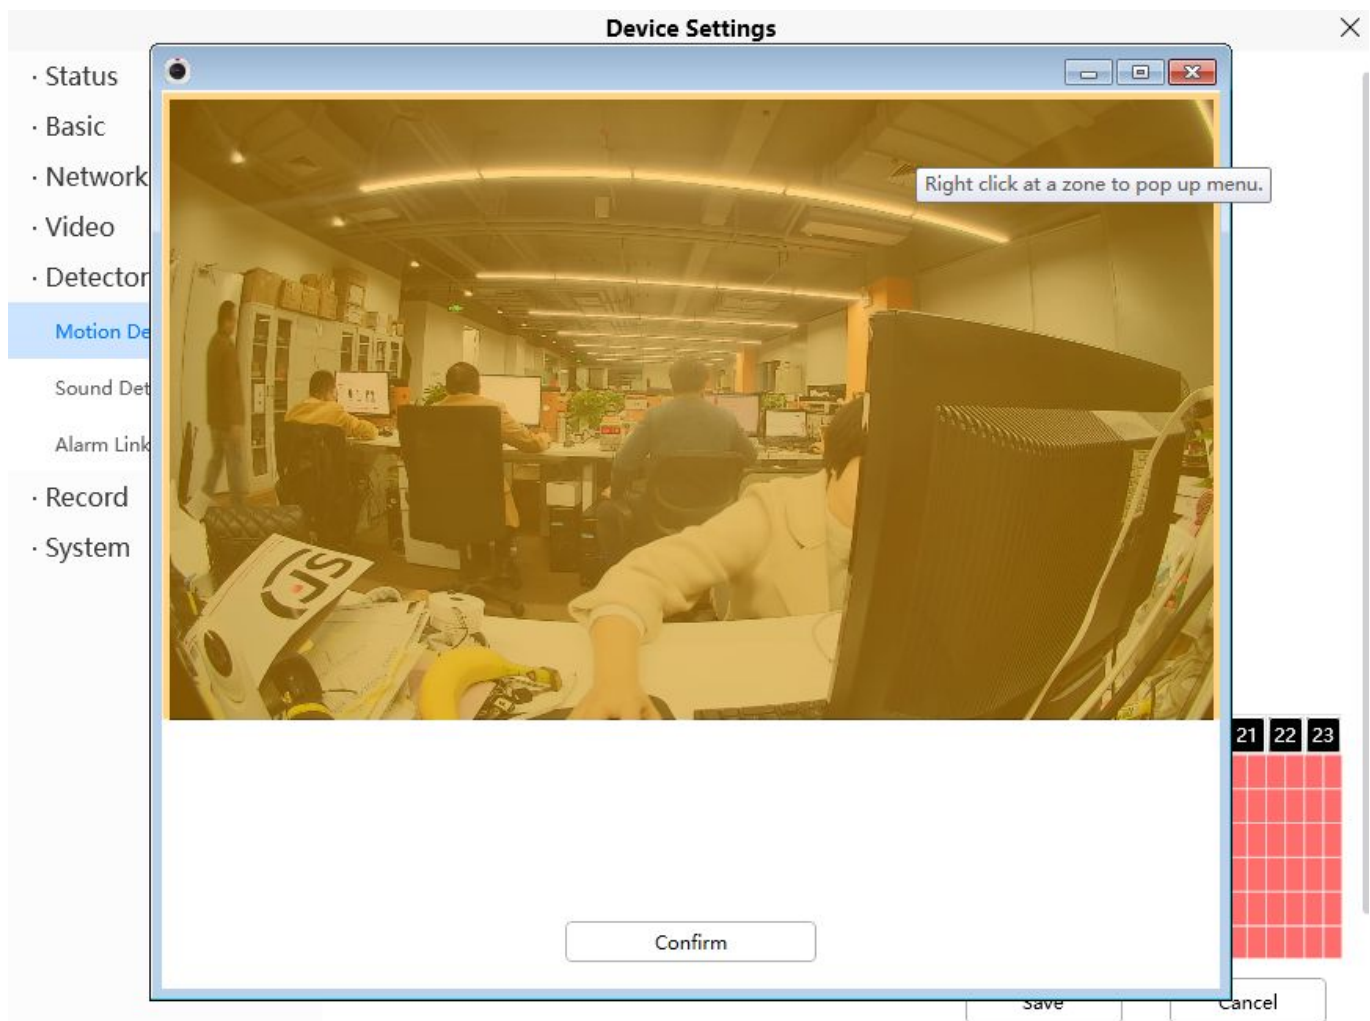 Device Settings
· Status
· Basic
· Network
· Video
· Detector
Motion De
Sound Det
Alarm Link
· Record
· System
Right click at a zone to pop up menu.
21 22 23
Confirm
Save
Cancel